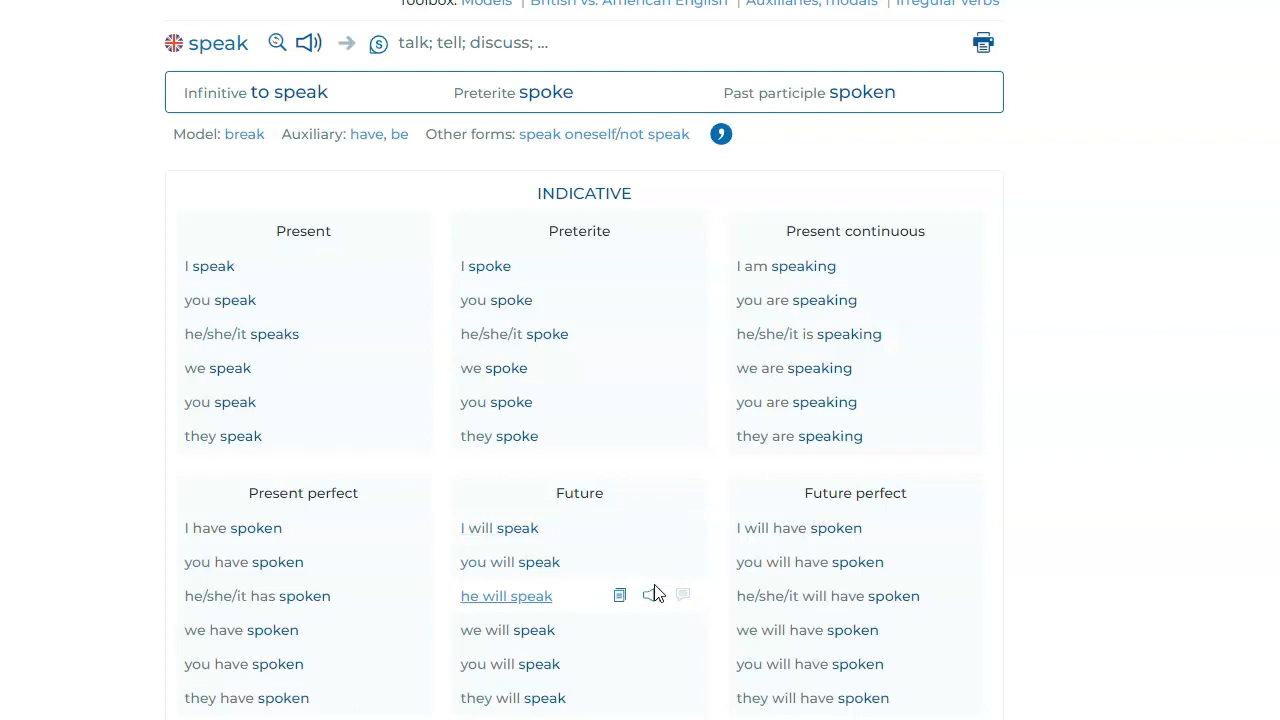 Toolbox: Models | British vs. American English | Auxiliaries, modals | Irregular verbs
speak talk; tell; discuss; ...
Infinitive to speak Preterite spoke Past participle spoken
Model: break Auxiliary: have, be Other forms: speak oneself/not speak
INDICATIVE
Present
I speak
you speak
he/she/it speaks
we speak
you speak
they speak
Preterite
I spoke
you spoke
he/she/it spoke
we spoke
you spoke
they spoke
Present continuous
I am speaking
you are speaking
he/she/it is speaking
we are speaking
you are speaking
they are speaking
Present perfect
I have spoken
you have spoken
he/she/it has spoken
we have spoken
you have spoken
they have spoken
Future
I will speak
you will speak
he will speak
we will speak
you will speak
they will speak
Future perfect
I will have spoken
you will have spoken
he/she/it will have spoken
we will have spoken
you will have spoken
they will have spoken